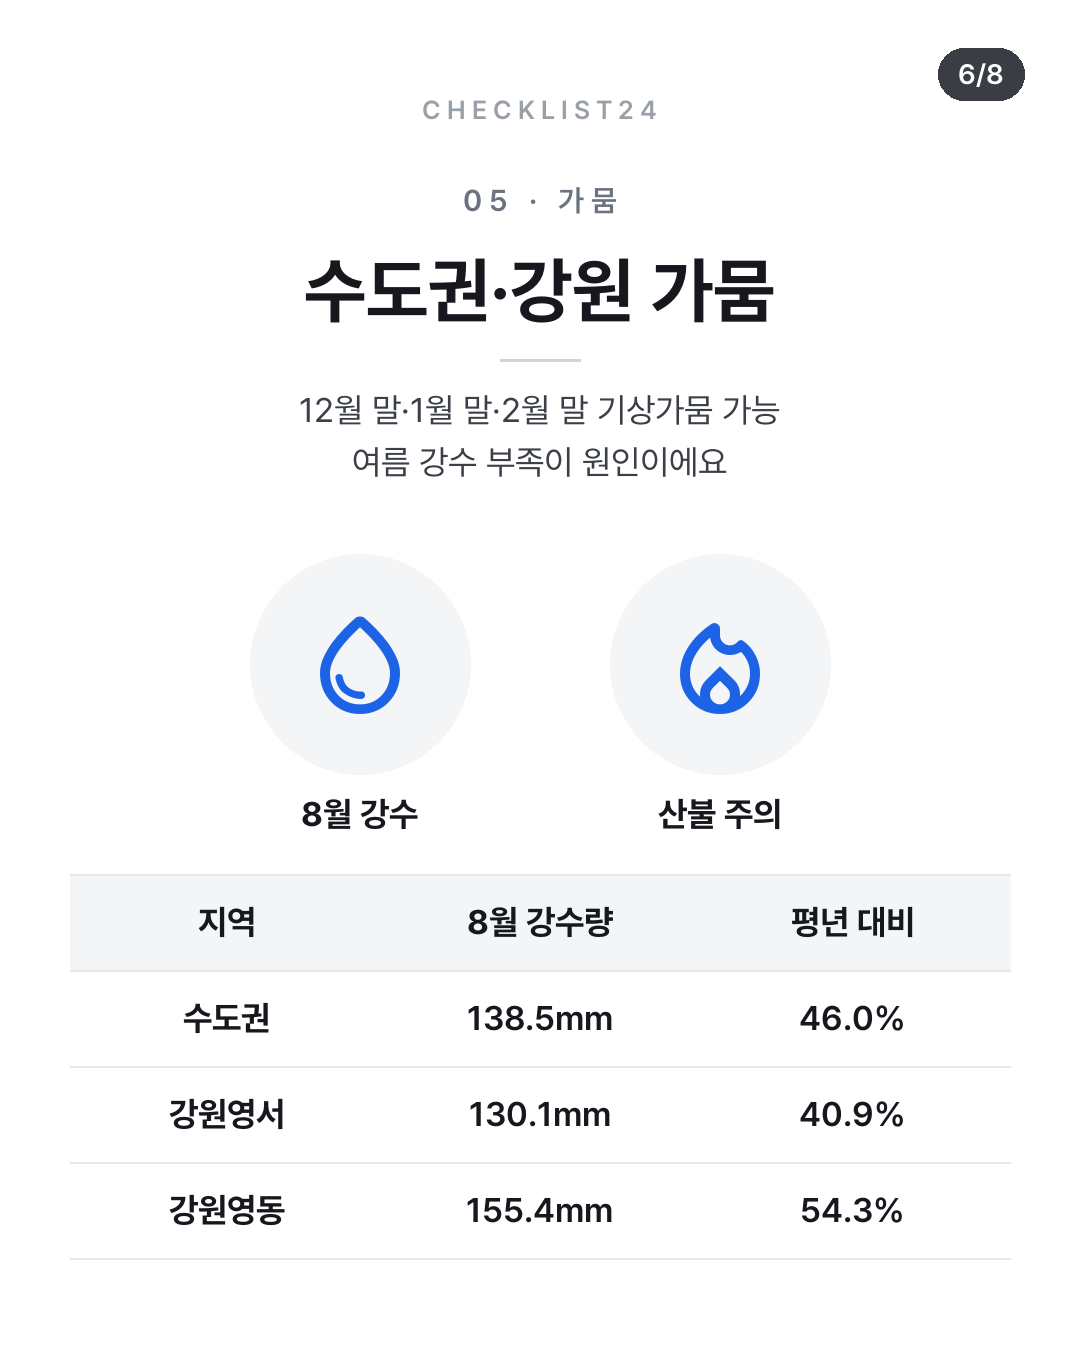 6/8
CHECKLIST24
05 · 가뭄
수도권·강원 가뭄
12월 말·1월 말·2월 말 기상가뭄 가능
여름 강수 부족이 원인이에요
8월 강수 산불 주의
지역 8월 강수량 평년 대비
수도권 138.5mm 46.0%
강원영서 130.1mm 40.9%
강원영동 155.4mm 54.3%